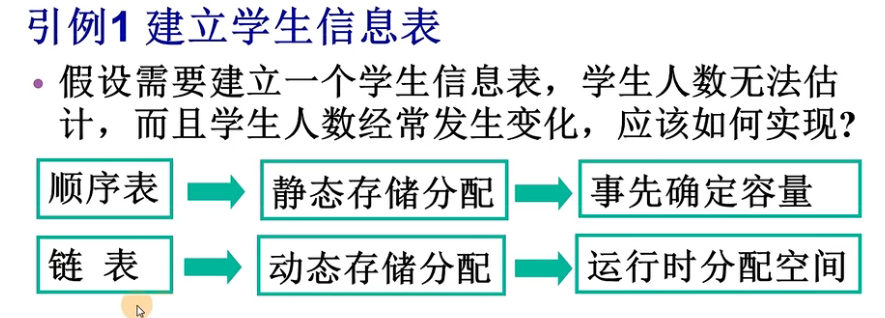 引例1 建立学生信息表
• 假设需要建立一个学生信息表，学生人数无法估
计，而且学生人数经常发生变化，应该如何实现?
顺序表 静态存储分配 事先确定容量
链 表 动态存储分配 运行时分配空间